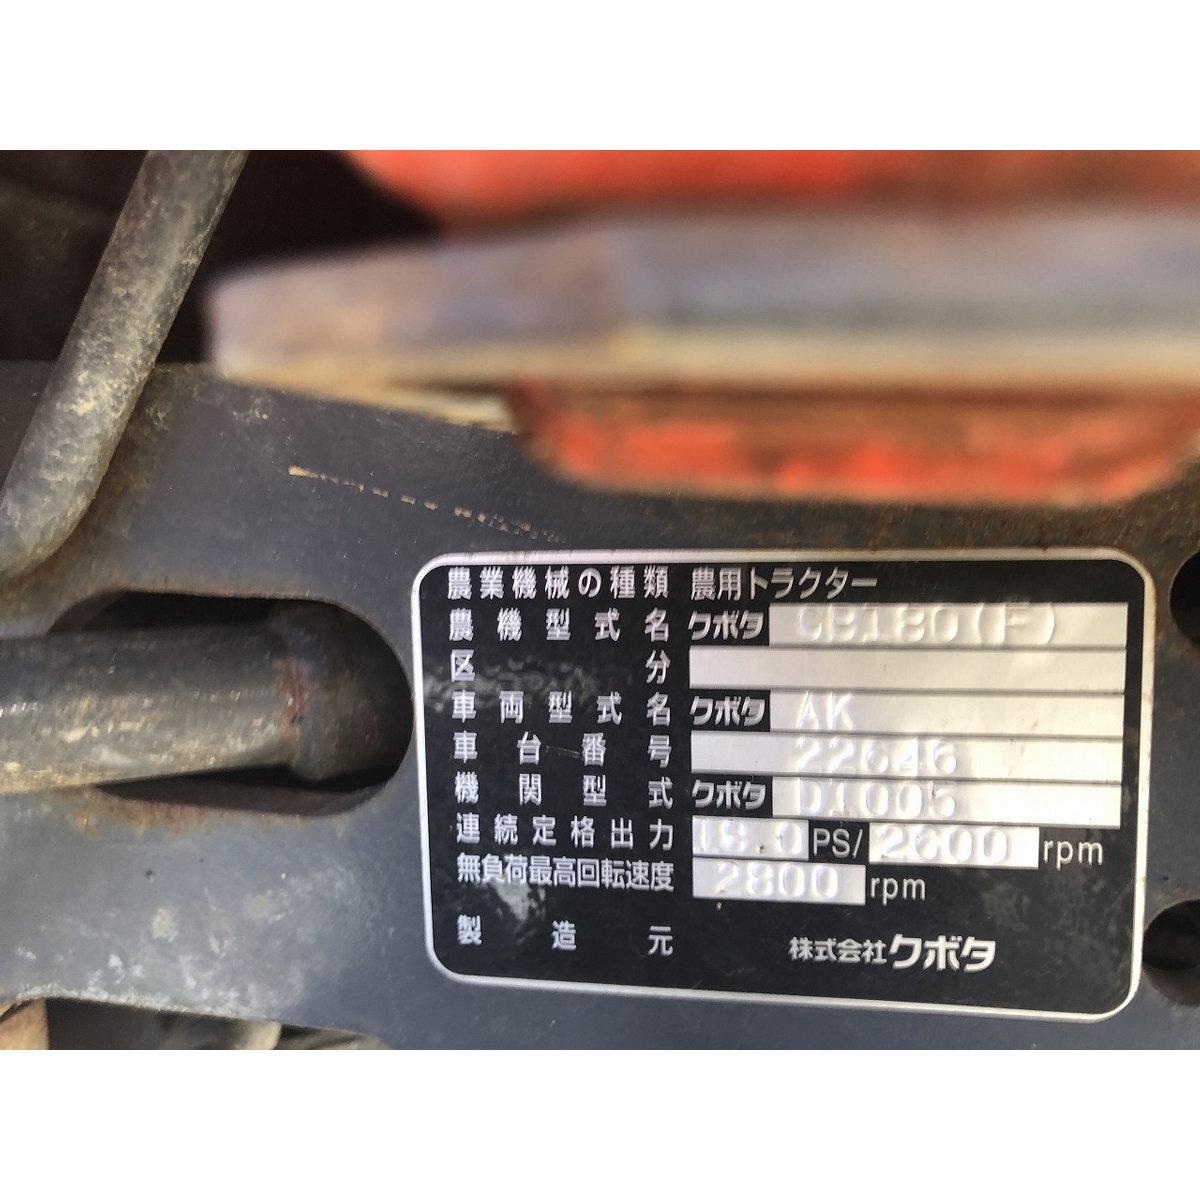 農業機械の種類 農用トラクター
農機型式名 クボタ GB180(F)
区分
車両型式名 クボタ AK
車台番号 22646
機関型式 クボタ D1005
連続定格出力 18.0 PS/ 2600 rpm
無負荷最高回転速度 2800 rpm
製造元 株式会社クボタ